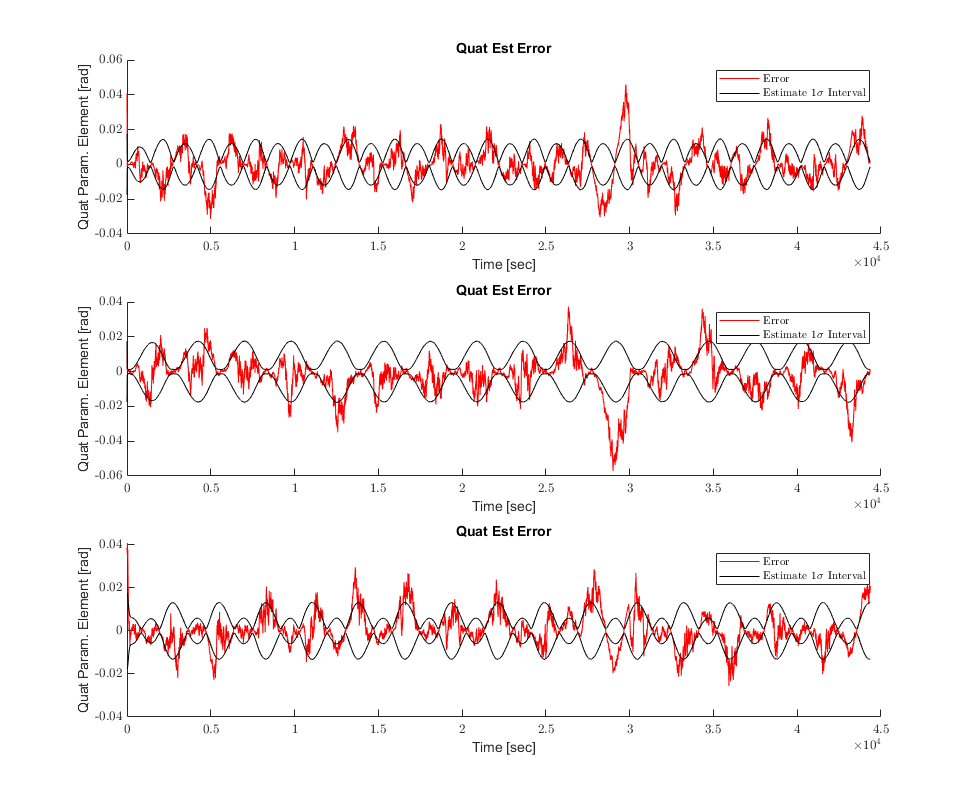 Quat Est Error
Quat Param. Element [rad]
0.06
0.04
0.02
0
-0.02
-0.04
Error
Estimate 1σ Interval
0 0.5 1 1.5 2 2.5 3 3.5 4 4.5
×10⁴
Time [sec]
Quat Est Error
Quat Param. Element [rad]
0.04
0.02
0
-0.02
-0.04
-0.06
Error
Estimate 1σ Interval
0 0.5 1 1.5 2 2.5 3 3.5 4 4.5
×10⁴
Time [sec]
Quat Est Error
Quat Param. Element [rad]
0.04
0.02
0
-0.02
-0.04
Error
Estimate 1σ Interval
0 0.5 1 1.5 2 2.5 3 3.5 4 4.5
×10⁴
Time [sec]